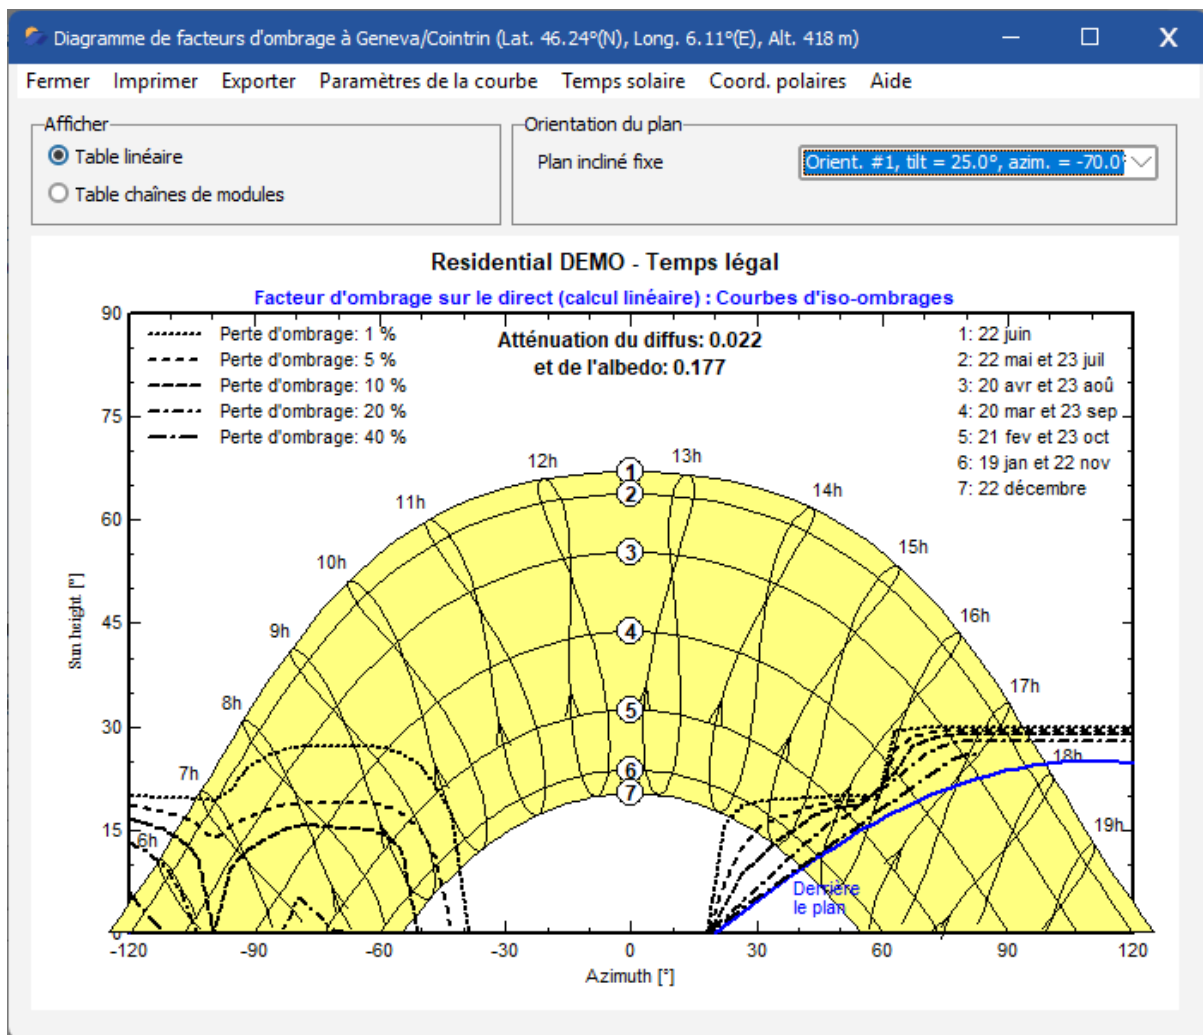 Diagramme de facteurs d'ombrage à Geneva/Cointrin (Lat. 46.24°(N), Long. 6.11°(E), Alt. 418 m)
Fermer Imprimer Exporter Paramètres de la courbe Temps solaire Coord. polaires Aide
Afficher
Table linéaire
Table chaînes de modules
Orientation du plan
Plan incliné fixe
Orient. #1, tilt = 25.0°, azim. = -70.0°
Residential DEMO - Temps légal
Facteur d'ombrage sur le direct (calcul linéaire) : Courbes d'iso-ombrages
Perte d'ombrage: 1 %
Perte d'ombrage: 5 %
Perte d'ombrage: 10 %
Perte d'ombrage: 20 %
Perte d'ombrage: 40 %
Atténuation du diffus: 0.022
et de l'albedo: 0.177
1: 22 juin
2: 22 mai et 23 juil
3: 20 avr et 23 aoû
4: 20 mar et 23 sep
5: 21 fev et 23 oct
6: 19 jan et 22 nov
7: 22 décembre
90
75
60
45
30
15
0
Sun height [°]
6h
7h
8h
9h
10h
11h
12h
13h
14h
15h
16h
17h
18h
19h
1
2
3
4
5
6
7
Derrière
le plan
-120 -90 -60 -30 0 30 60 90 120
Azimuth [°]